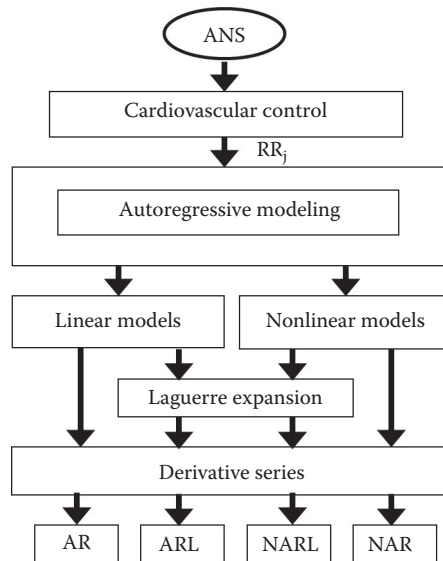 ANS
Cardiovascular control
RRj
Autoregressive modeling
Linear models
Nonlinear models
Laguerre expansion
Derivative series
AR
ARL
NARL
NAR